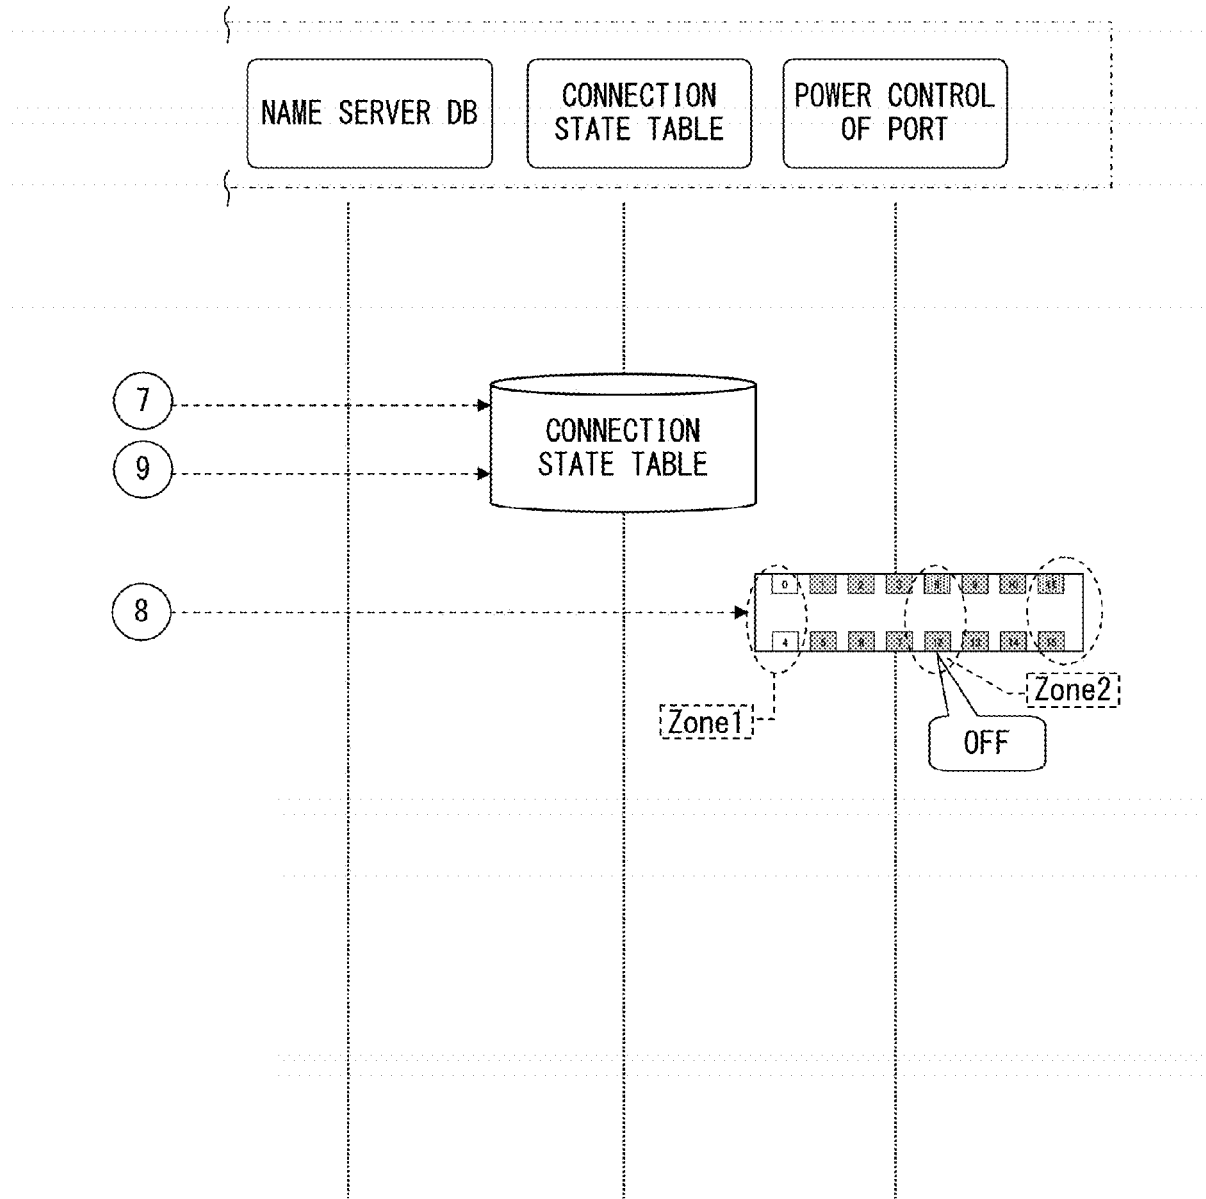 NAME SERVER DB
CONNECTION
STATE TABLE
POWER CONTROL
OF PORT
7
9
CONNECTION
STATE TABLE
8
0
4
Zone1
Zone2
OFF